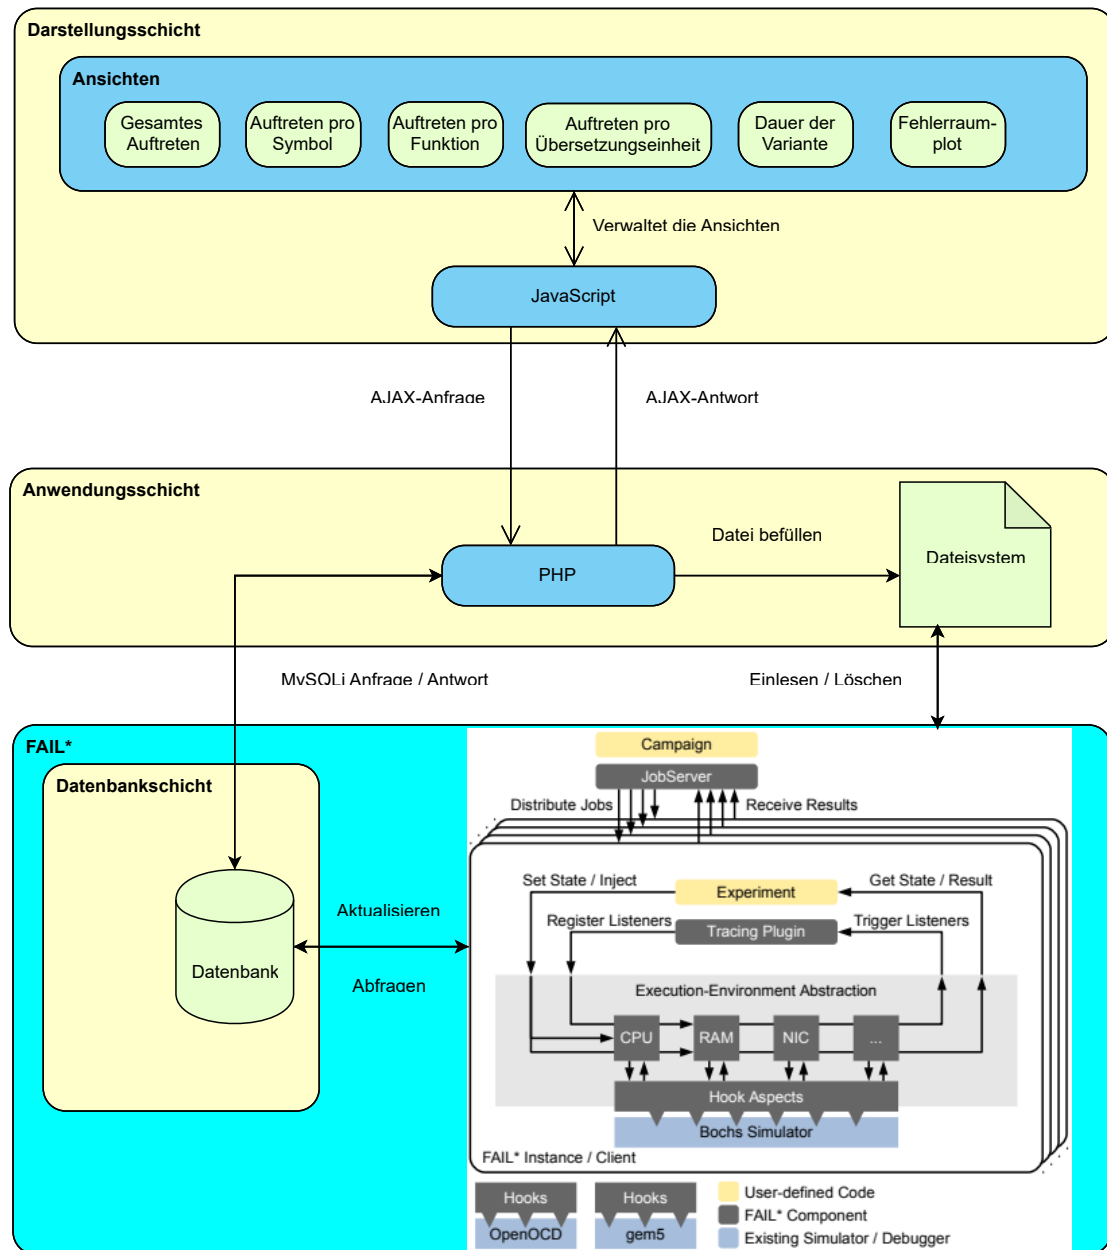 Darstellungsschicht
Ansichten
Gesamtes
Auftreten
Auftreten pro
Symbol
Auftreten pro
Funktion
Auftreten pro
Übersetzungseinheit
Dauer der
Variante
Fehlerraum-
plot
Verwaltet die Ansichten
JavaScript
AJAX-Anfrage
AJAX-Antwort
Anwendungsschicht
Datei befüllen
Dateisystem
PHP
MySQLi Anfrage / Antwort
Einlesen / Löschen
FAIL*
Datenbankschicht
Datenbank
Aktualisieren
Abfragen
Campaign
JobServer
Distribute Jobs
Receive Results
Set State / Inject
Experiment
Get State / Result
Register Listeners
Tracing Plugin
Trigger Listeners
Execution-Environment Abstraction
CPU
RAM
NIC
...
Hook Aspects
Bochs Simulator
FAIL* Instance / Client
Hooks
OpenOCD
Hooks
gem5
User-defined Code
FAIL* Component
Existing Simulator / Debugger